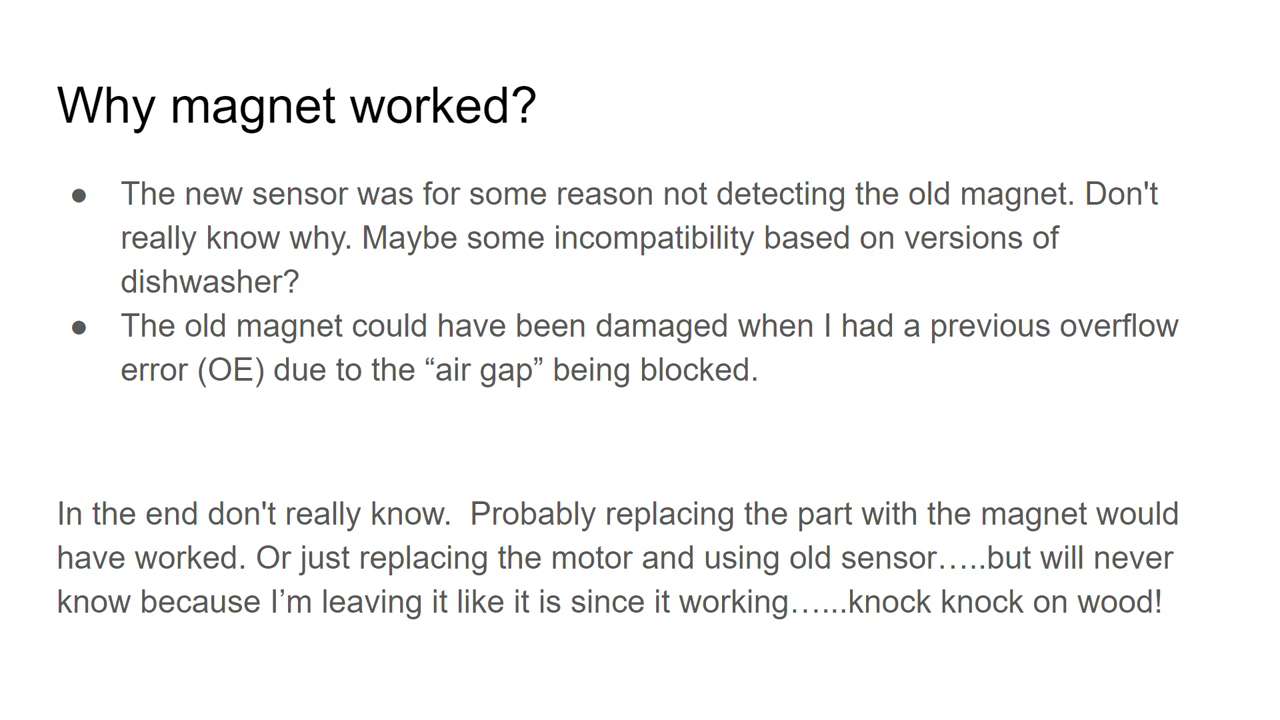 Why magnet worked?
● The new sensor was for some reason not detecting the old magnet. Don't
really know why. Maybe some incompatibility based on versions of
dishwasher?
● The old magnet could have been damaged when I had a previous overflow
error (OE) due to the “air gap” being blocked.
In the end don't really know.  Probably replacing the part with the magnet would
have worked. Or just replacing the motor and using old sensor…..but will never
know because I’m leaving it like it is since it working…...knock knock on wood!